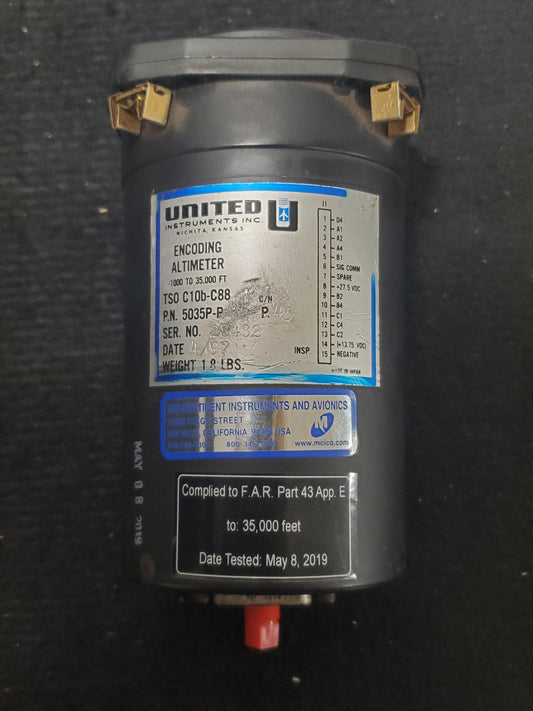 UNITED
INSTRUMENTS INC.
WICHITA, KANSAS
ENCODING
ALTIMETER
-1000 TO 35,000 FT
TSO C10b-C88
C/N
P.N. 5035P-P
P
SER. NO.
DATE
INSP.
WEIGHT 1.8 LBS.
J1
1 D4
2 A1
3 A2
4 A4
5 B1
6 SIG COMM
7 SPARE
8 +27.5 VDC
9 B2
10 B4
11 C1
12 C4
13 C2
14 (+13.75 VDC)
15 NEGATIVE
MADE IN JAPAN
INSTRUMENTS AND AVIONICS
STREET
CALIFORNIA USA
www.mcico.com
MAY 0 8 2019
Complied to F.A.R. Part 43 App. E
to: 35,000 feet
Date Tested: May 8, 2019